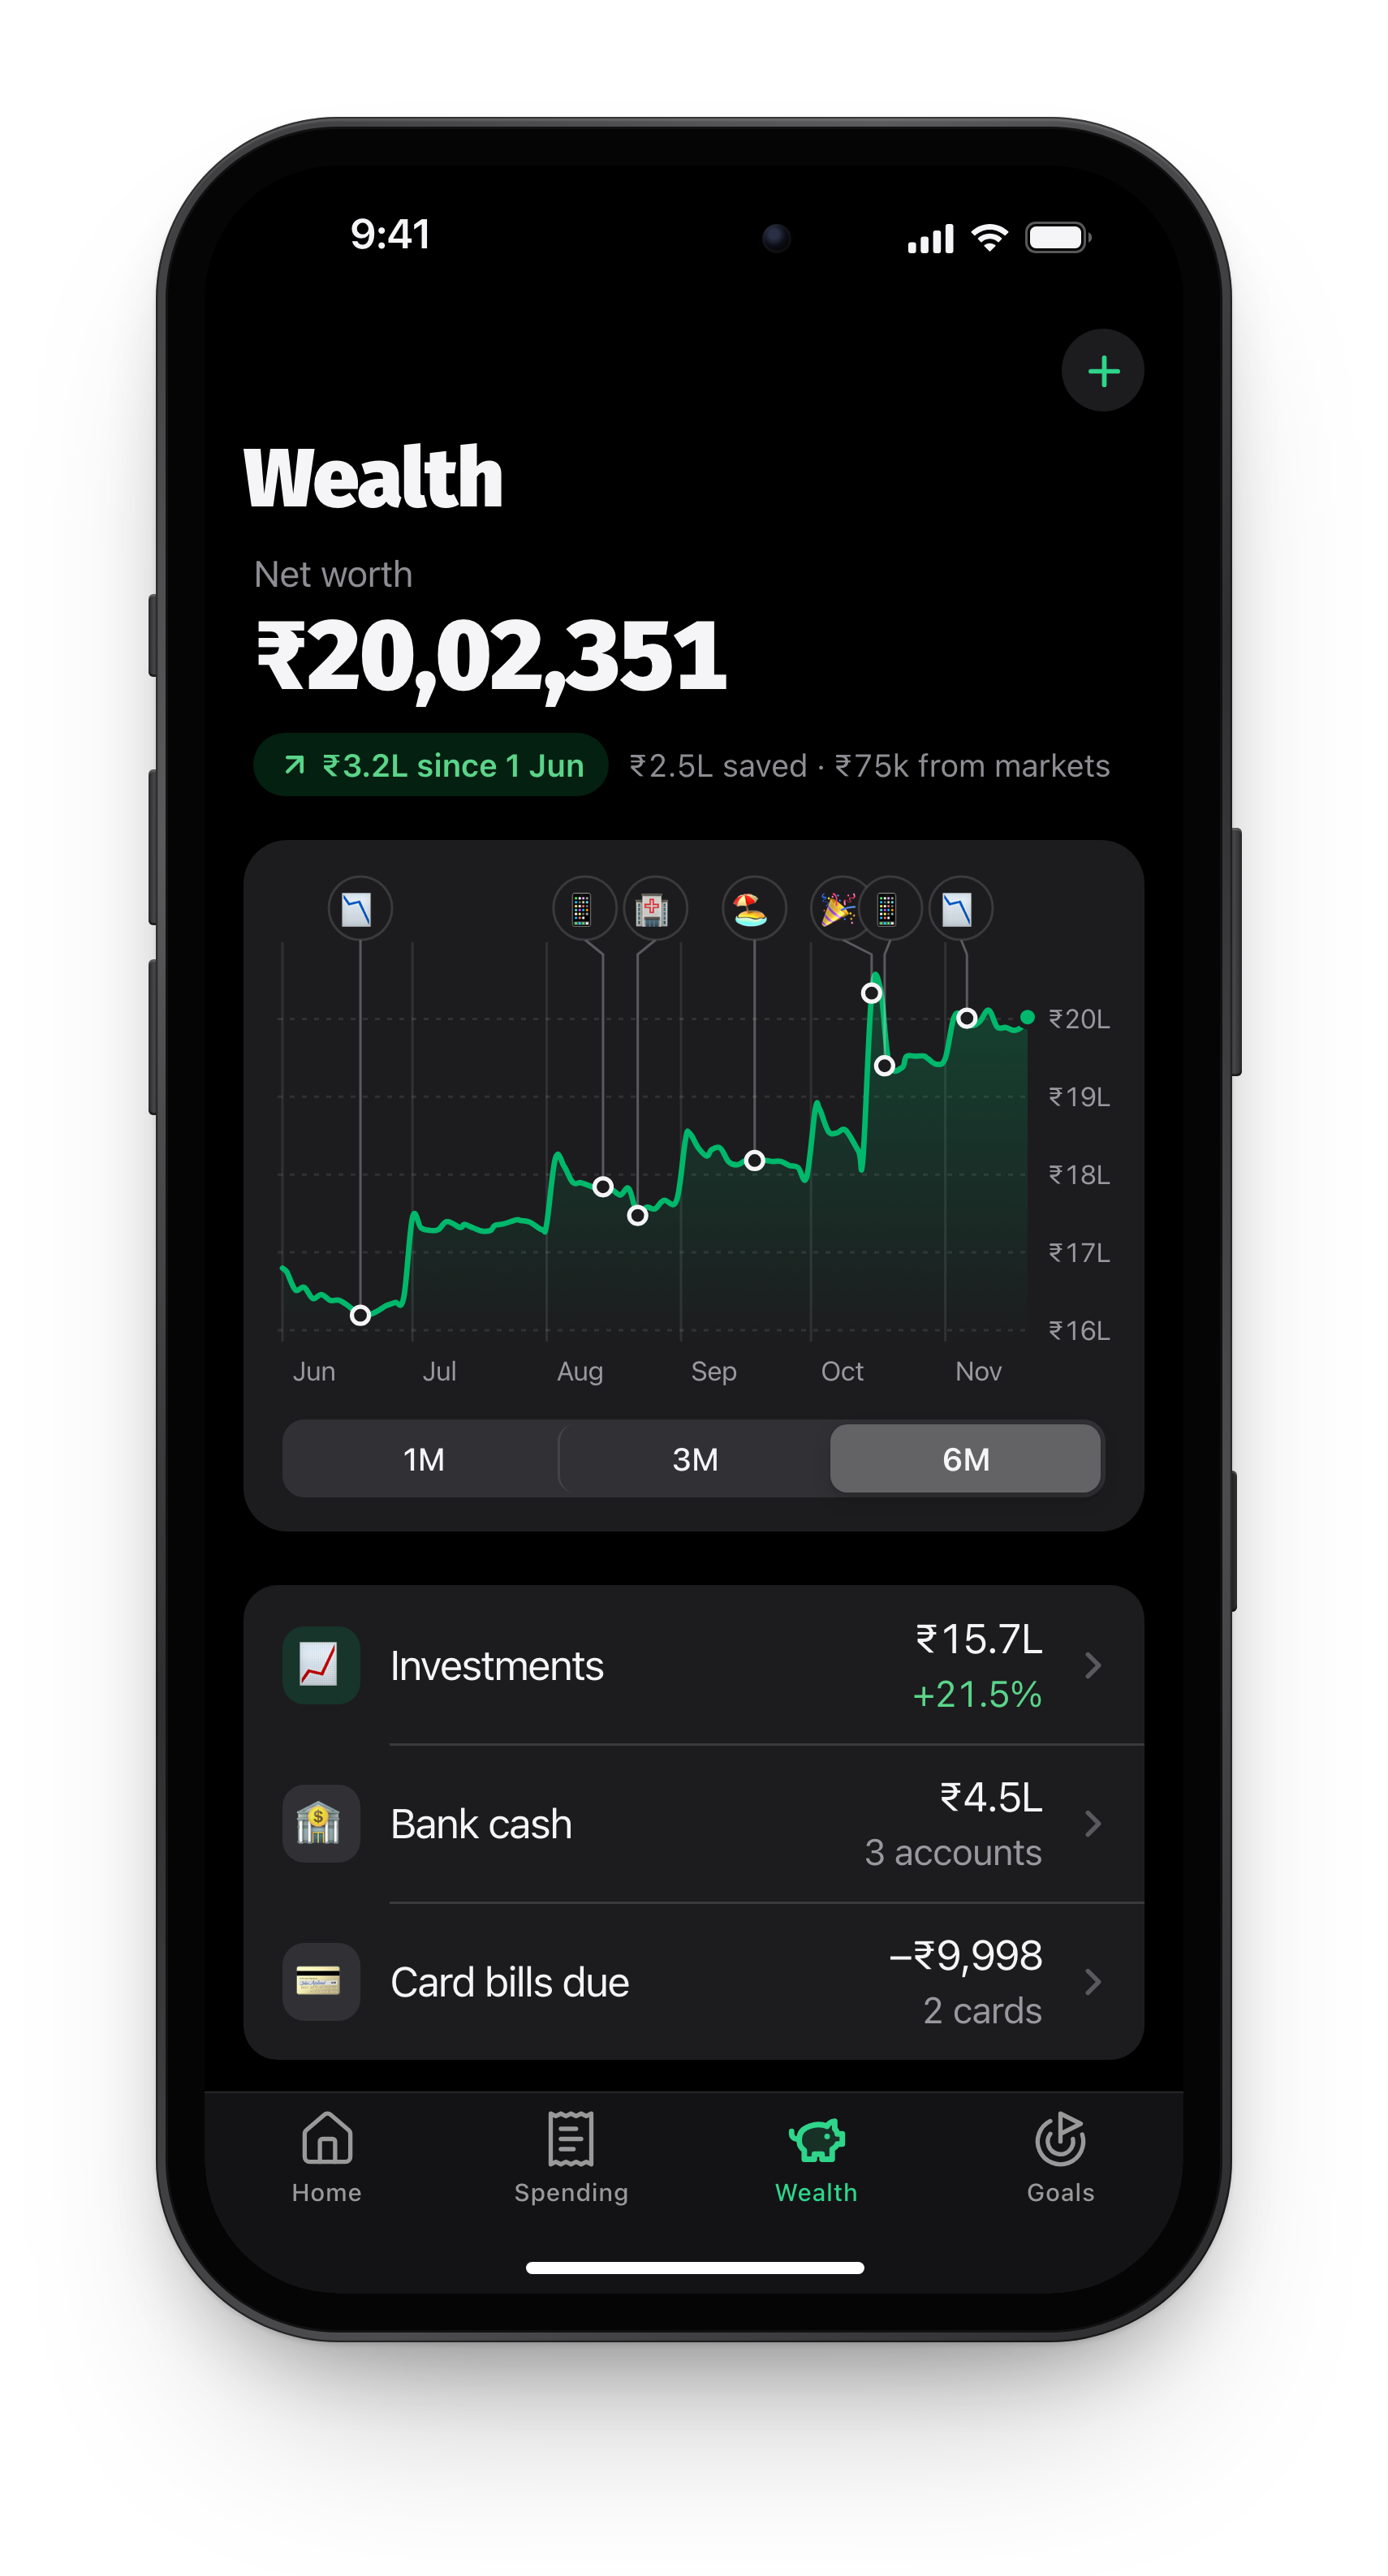 9:41
Wealth
Net worth
₹20,02,351
₹3.2L since 1 Jun ₹2.5L saved · ₹75k from markets
₹20L
₹19L
₹18L
₹17L
₹16L
Jun Jul Aug Sep Oct Nov
1M 3M 6M
Investments ₹15.7L
+21.5%
Bank cash ₹4.5L
3 accounts
Card bills due –₹9,998
2 cards
Home Spending Wealth Goals